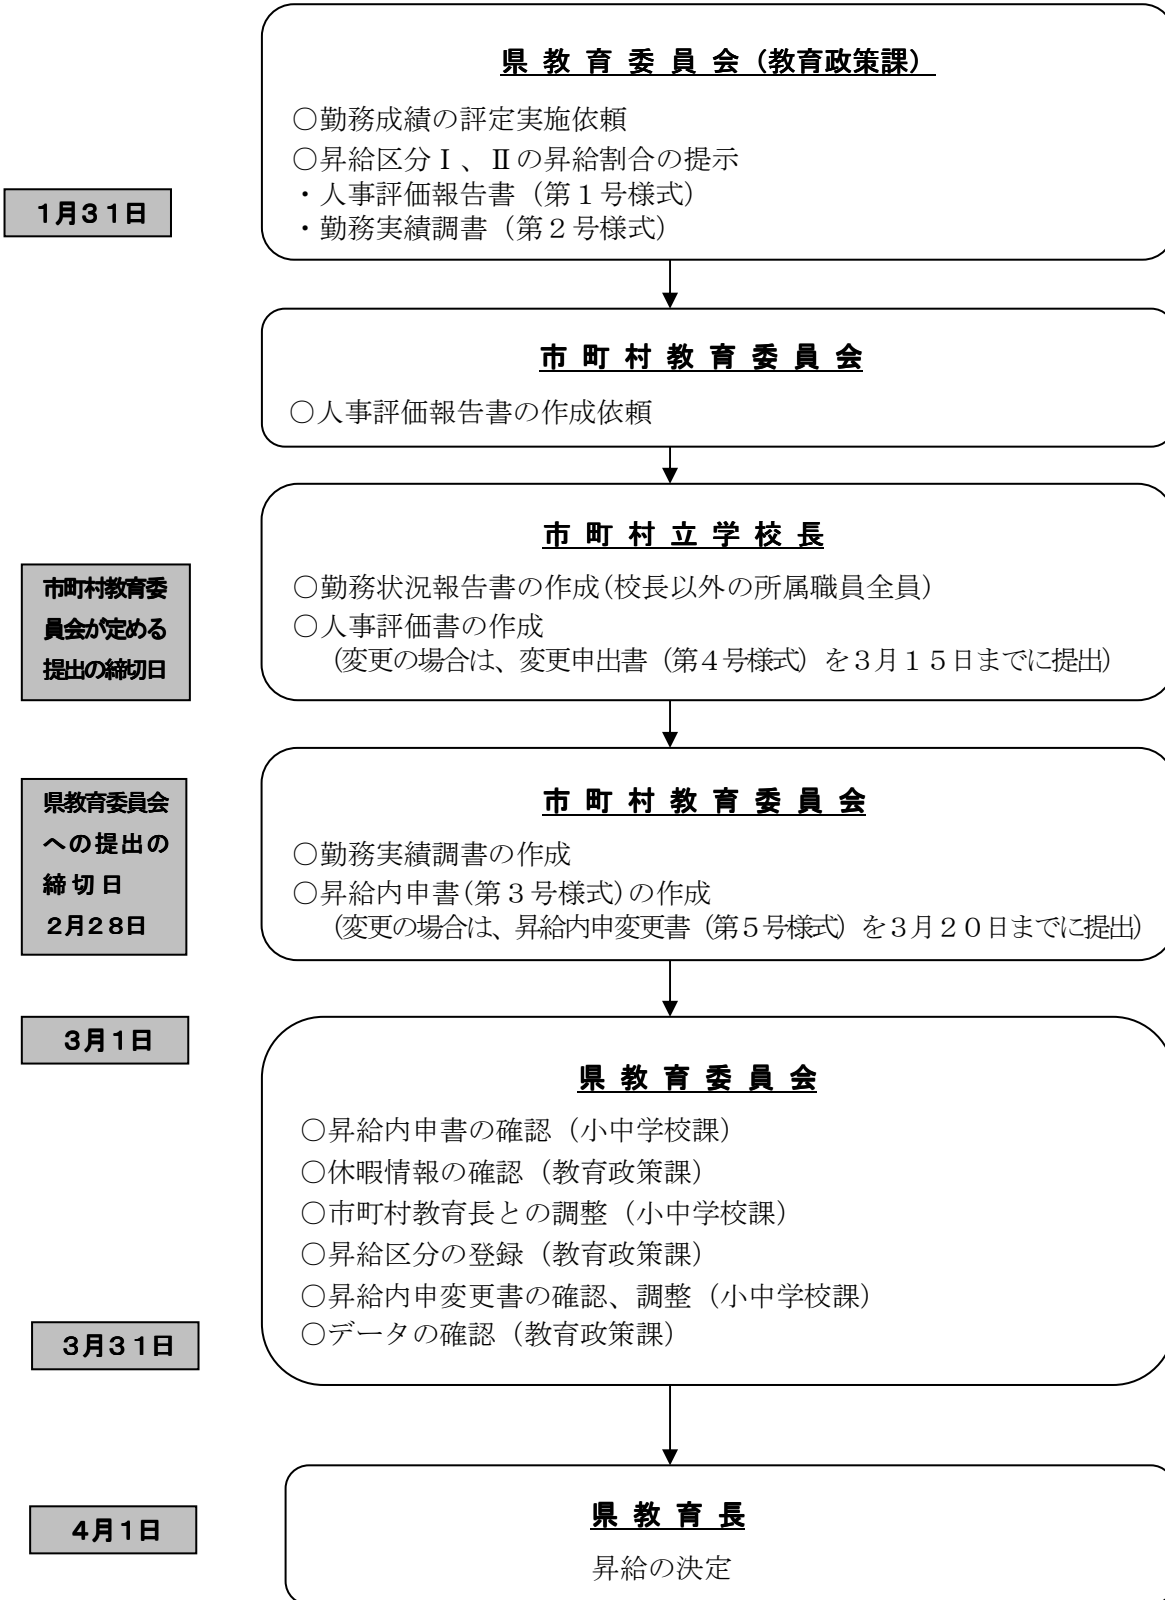 県教育委員会（教育政策課）
○勤務成績の評定実施依頼
○昇給区分Ⅰ、Ⅱの昇給割合の提示
・人事評価報告書（第１号様式）
・勤務実績調書（第２号様式）
１月３１日
市町村教育委員会
○人事評価報告書の作成依頼
市町村立学校長
○勤務状況報告書の作成(校長以外の所属職員全員)
○人事評価書の作成
(変更の場合は、変更申出書（第４号様式）を３月１５日までに提出)
市町村教育委
員会が定める
提出の締切日
市町村教育委員会
○勤務実績調書の作成
○昇給内申書(第３号様式)の作成
(変更の場合は、昇給内申変更書（第５号様式）を３月２０日までに提出)
県教育委員会
への提出の
締切日
２月２８日
３月１日
県教育委員会
○昇給内申書の確認（小中学校課）
○休暇情報の確認（教育政策課）
○市町村教育長との調整（小中学校課）
○昇給区分の登録（教育政策課）
○昇給内申変更書の確認、調整（小中学校課）
○データの確認（教育政策課）
３月３１日
県教育長
４月１日
昇給の決定